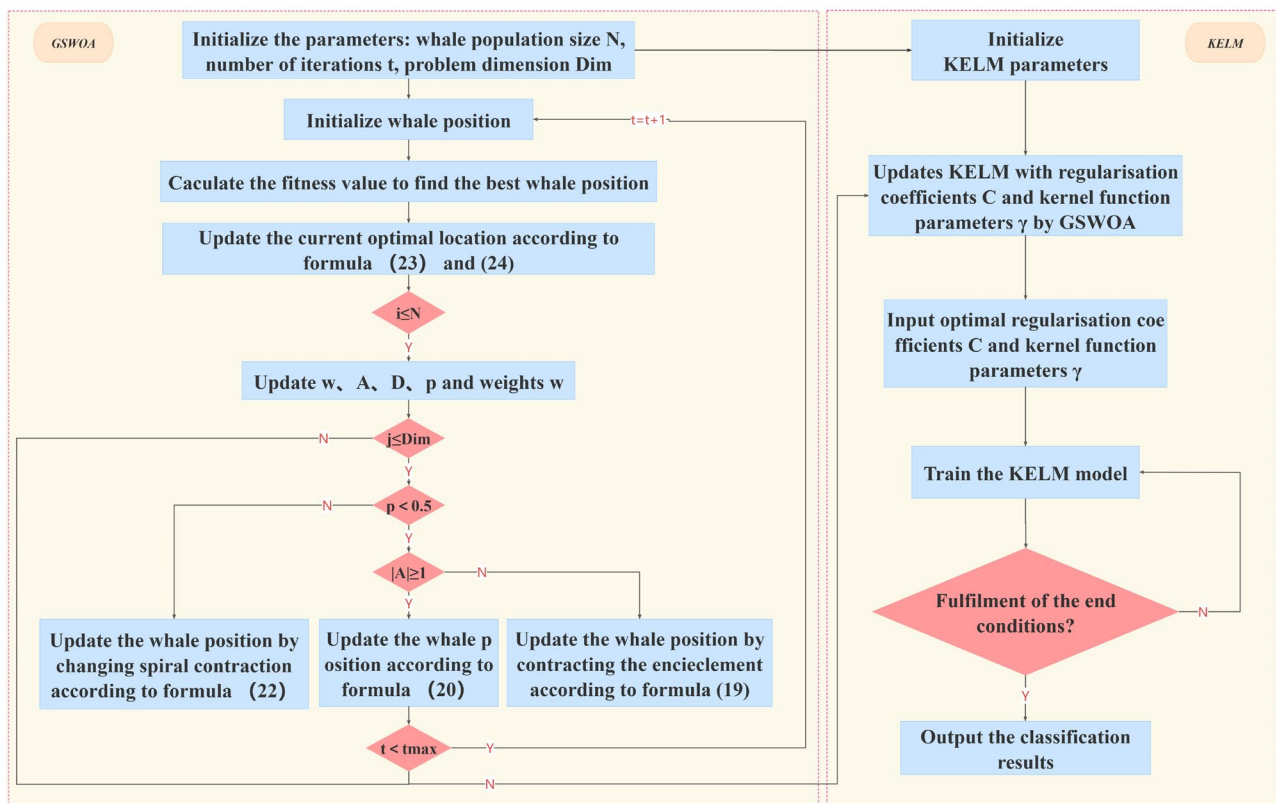 GSWOA
Initialize the parameters: whale population size N,
number of iterations t, problem dimension Dim
Initialize whale position
t=t+1
Caculate the fitness value to find the best whale position
Update the current optimal location according to
formula （23） and (24)
i≤N
Y
Update w、A、D、p and weights w
N
j≤Dim
Y
N
p < 0.5
Y
|A|≥1
N
Y
Update the whale position by
changing spiral contraction
according to formula （22）
Update the whale p
osition according to
formula （20）
Update the whale position by
contracting the encieclement
according to formula (19)
t < tmax
Y
N
KELM
Initialize
KELM parameters
Updates KELM with regularisation
coefficients C and kernel function
parameters γ by GSWOA
Input optimal regularisation coe
fficients C and kernel function
parameters γ
Train the KELM model
Fulfilment of the end
conditions?
N
Y
Output the classification
results